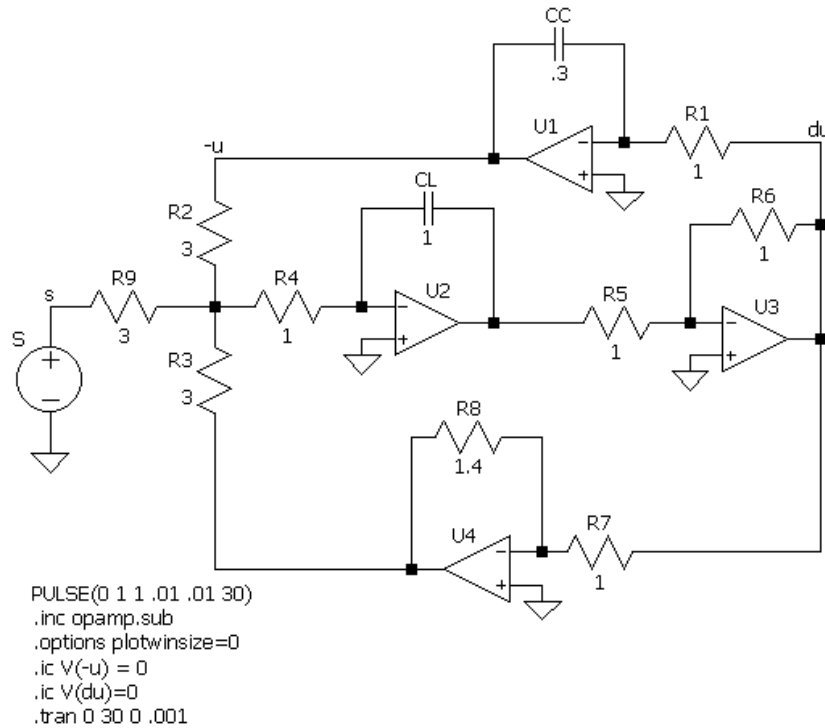 CC
.3
R1
1
du
U1
-u
−
+
R2
3
CL
1
R6
1
s
R9
3
R4
1
−
+
U2
R5
1
−
+
U3
S
+
−
R3
3
R8
1.4
U4
−
+
R7
1
PULSE(0 1 1 .01 .01 30)
.inc opamp.sub
.options plotwinsize=0
.ic V(-u) = 0
.ic V(du)=0
.tran 0 30 0 .001